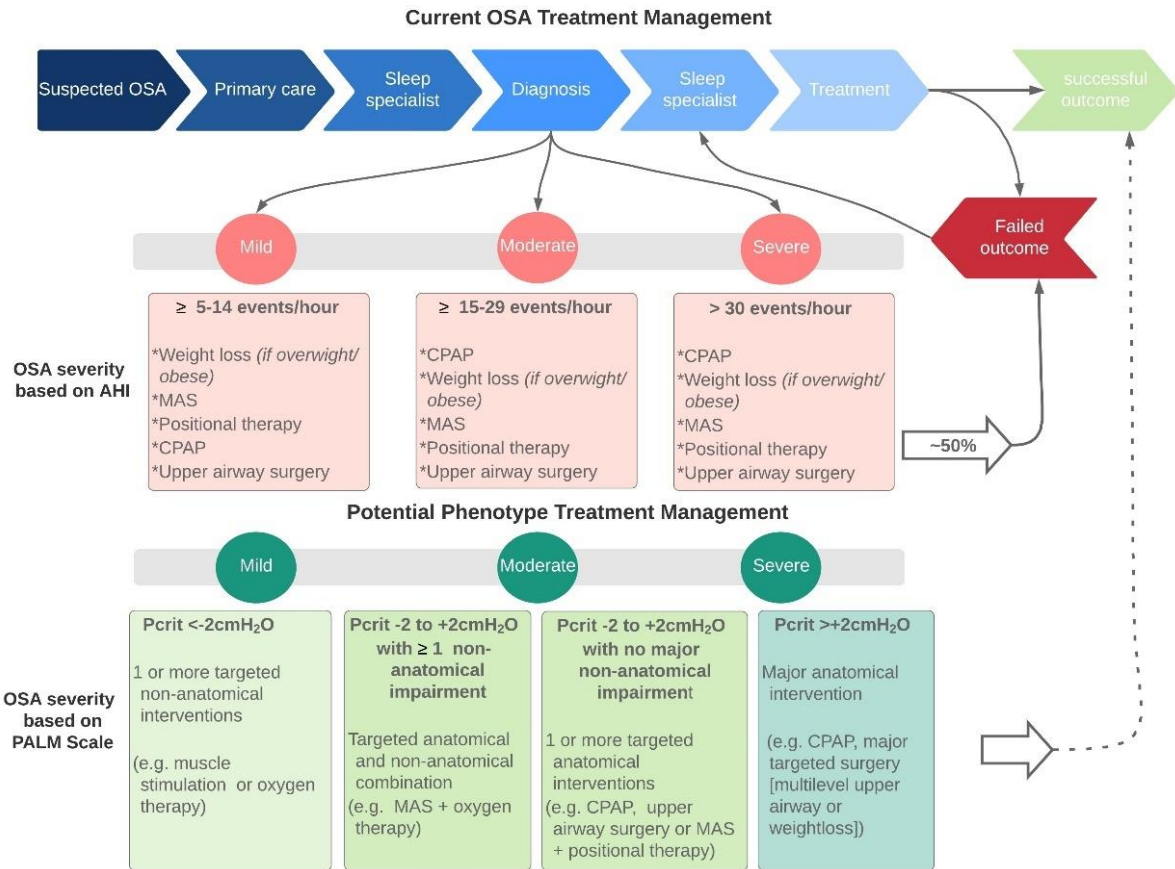 Current OSA Treatment Management
Suspected OSA
Primary care
Sleep
specialist
Diagnosis
Sleep
specialist
Treatment
successful
outcome
Failed
outcome
Mild
Moderate
Severe
OSA severity
based on AHI
≥ 5-14 events/hour
*Weight loss (if overwight/
obese)
*MAS
*Positional therapy
*CPAP
*Upper airway surgery
≥ 15-29 events/hour
*CPAP
*Weight loss (if overwight/
obese)
*MAS
*Positional therapy
*Upper airway surgery
> 30 events/hour
*CPAP
*Weight loss (if overwight/
obese)
*MAS
*Positional therapy
*Upper airway surgery
~50%
Potential Phenotype Treatment Management
Mild
Moderate
Severe
OSA severity
based on
PALM Scale
Pcrit <-2cmH₂O
1 or more targeted
non-anatomical
interventions
(e.g. muscle
stimulation or oxygen
therapy)
Pcrit -2 to +2cmH₂O
with ≥ 1 non-
anatomical
impairment
Targeted anatomical
and non-anatomical
combination
(e.g. MAS + oxygen
therapy)
Pcrit -2 to +2cmH₂O
with no major
non-anatomical
impairment
1 or more targeted
anatomical
interventions
(e.g. CPAP, upper
airway surgery or MAS
+ positional therapy)
Pcrit >+2cmH₂O
Major anatomical
intervention
(e.g. CPAP, major
targeted surgery
[multilevel upper
airway or
weightloss])